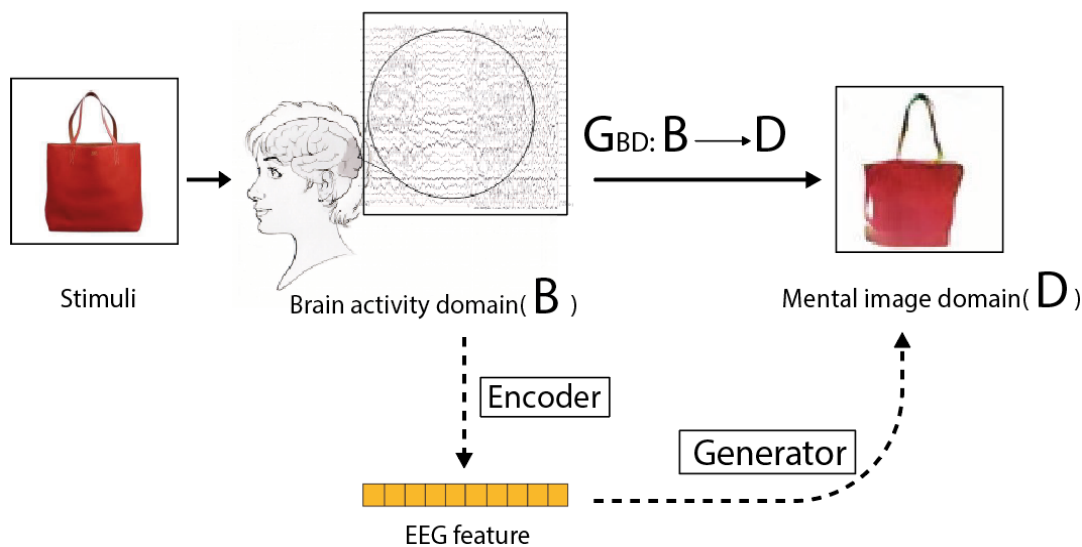 GBD: B → D
Stimuli
Brain activity domain( B )
Mental image domain( D )
Encoder
Generator
EEG feature